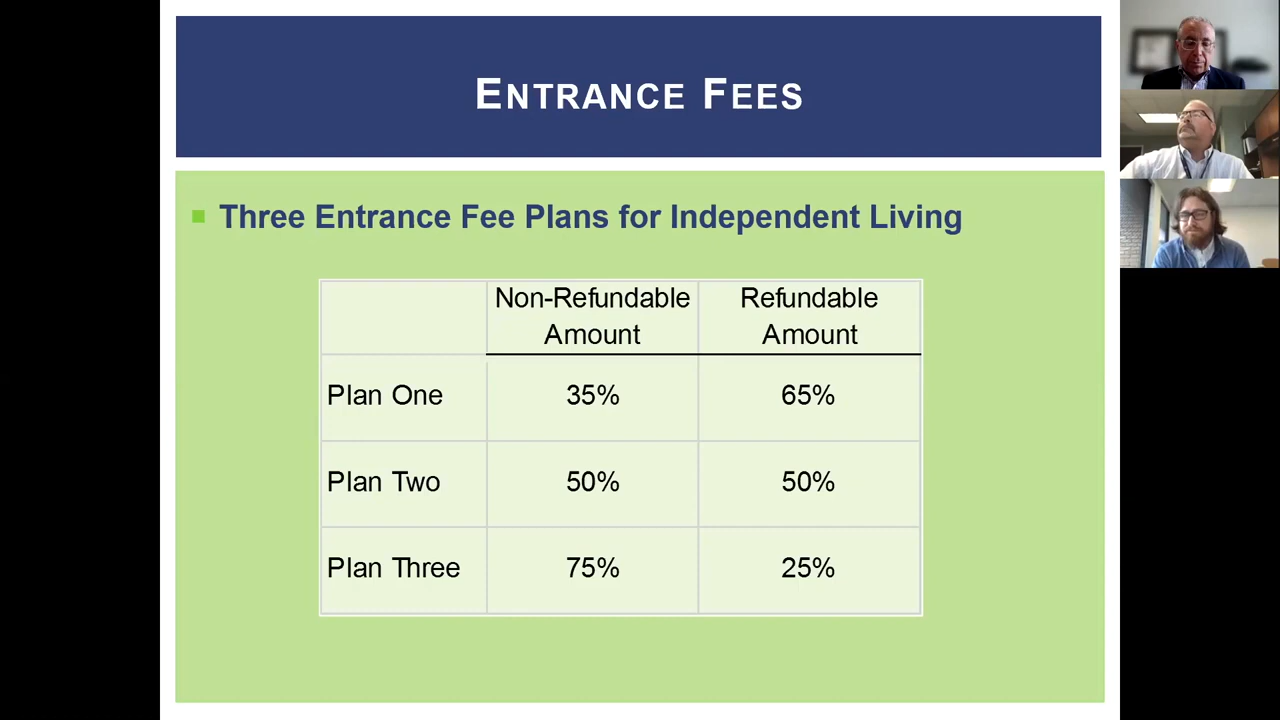 ENTRANCE FEES
Three Entrance Fee Plans for Independent Living
Non-Refundable Amount Refundable Amount
Plan One 35% 65%
Plan Two 50% 50%
Plan Three 75% 25%